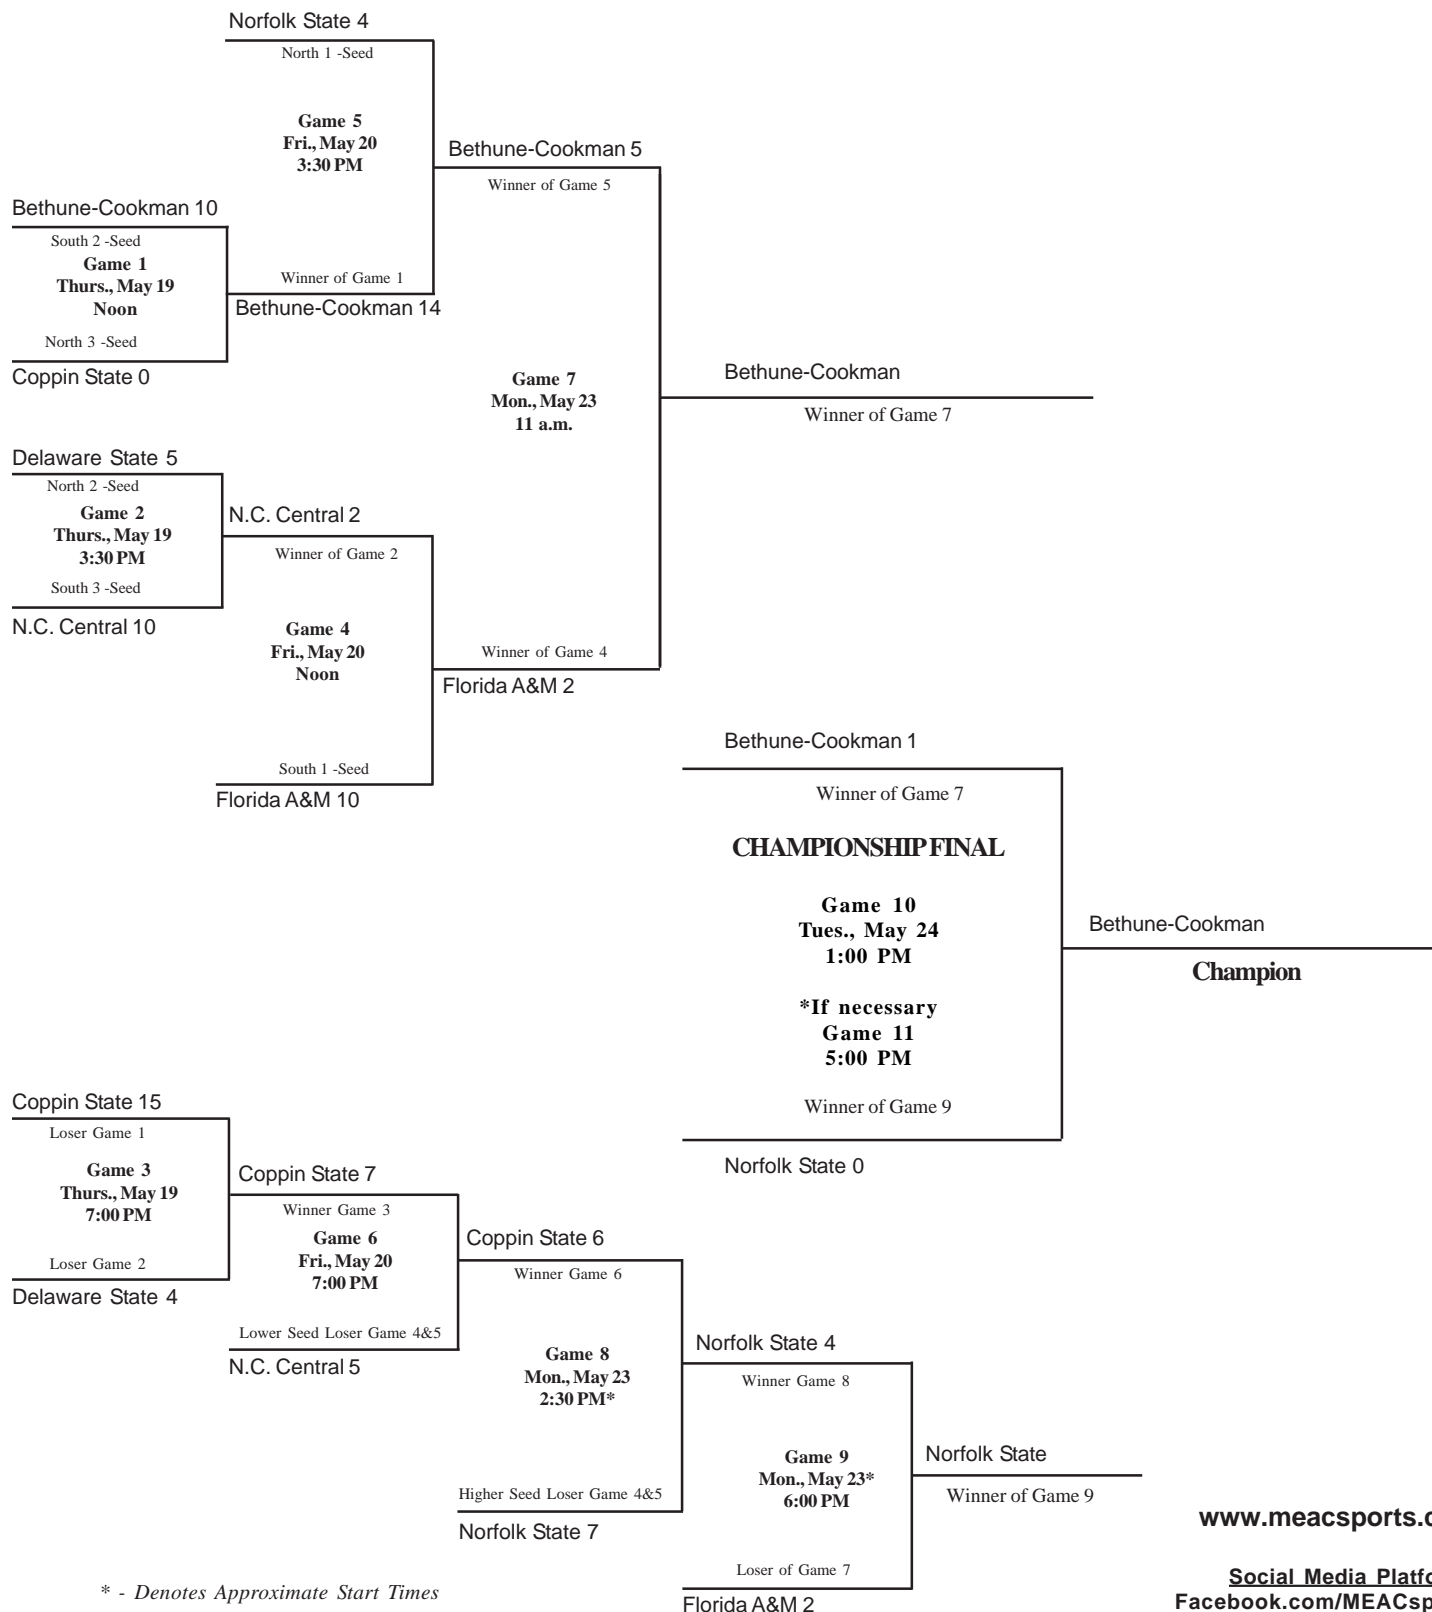 Norfolk State 4
North 1 -Seed
Game 5
Fri., May 20
3:30 PM
Bethune-Cookman 5
Winner of Game 5
Bethune-Cookman 10
South 2 -Seed
Game 1
Thurs., May 19
Noon
North 3 -Seed
Coppin State 0
Winner of Game 1
Bethune-Cookman 14
Game 7
Mon., May 23
11 a.m.
Bethune-Cookman
Winner of Game 7
Delaware State 5
North 2 -Seed
Game 2
Thurs., May 19
3:30 PM
South 3 -Seed
N.C. Central 10
N.C. Central 2
Winner of Game 2
Game 4
Fri., May 20
Noon
Winner of Game 4
Florida A&M 2
South 1 -Seed
Florida A&M 10
Bethune-Cookman 1
Winner of Game 7
CHAMPIONSHIP FINAL
Game 10
Tues., May 24
1:00 PM
*If necessary
Game 11
5:00 PM
Winner of Game 9
Norfolk State 0
Bethune-Cookman
Champion
Coppin State 15
Loser Game 1
Game 3
Thurs., May 19
7:00 PM
Loser Game 2
Delaware State 4
Coppin State 7
Winner Game 3
Game 6
Fri., May 20
7:00 PM
Lower Seed Loser Game 4&5
N.C. Central 5
Coppin State 6
Winner Game 6
Game 8
Mon., May 23
2:30 PM*
Higher Seed Loser Game 4&5
Norfolk State 7
Norfolk State 4
Winner Game 8
Game 9
Mon., May 23*
6:00 PM
Loser of Game 7
Florida A&M 2
Norfolk State
Winner of Game 9
www.meacsports.c
Social Media Platfo
Facebook.com/MEACsp
* - Denotes Approximate Start Times